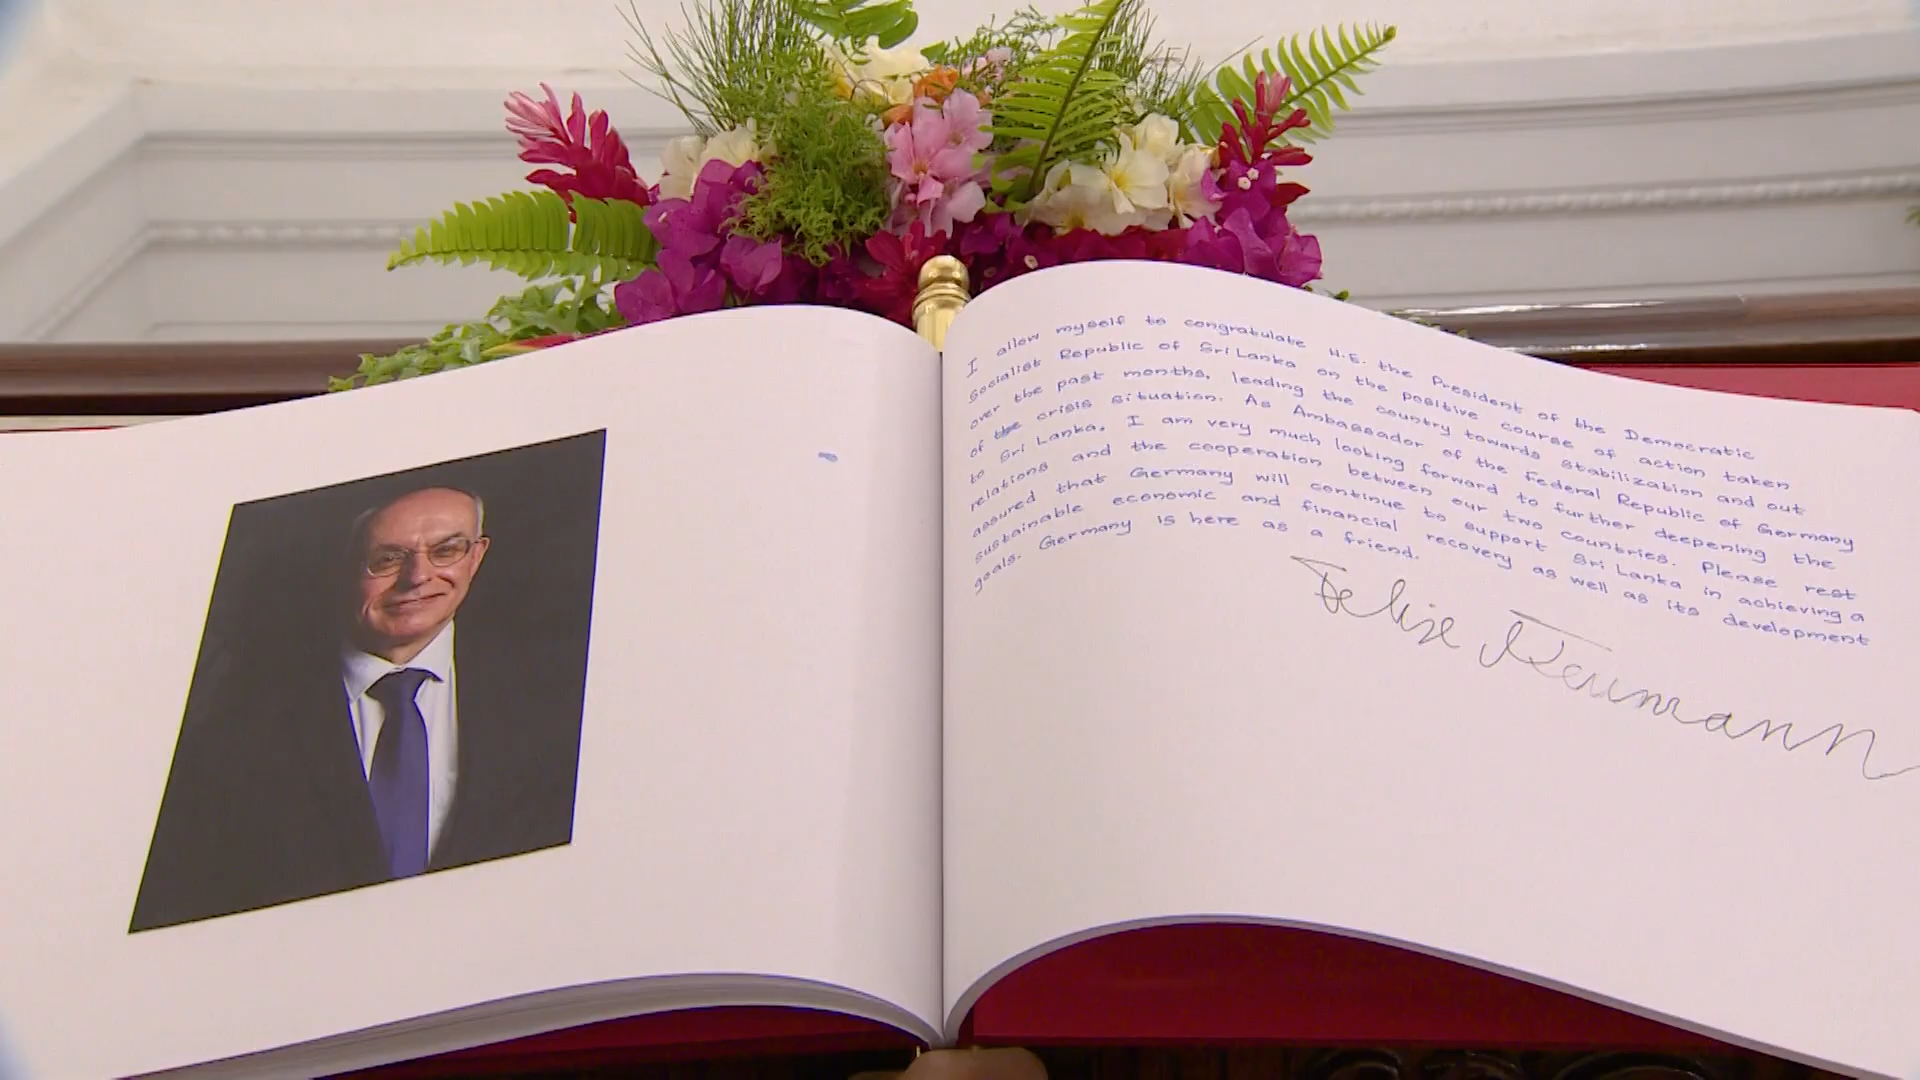 I allow myself to congratulate H.E. the President of the Democratic
Socialist Republic of Sri Lanka on the positive course of action taken
over the past months, leading the country towards stabilization and out
of the crisis situation. As Ambassador of the Federal Republic of Germany
to Sri Lanka, I am very much looking forward to further deepening the
relations and the cooperation between our two countries. Please rest
assured that Germany will continue to support Sri Lanka in achieving a
sustainable economic and financial recovery as well as its development
goals. Germany is here as a friend.
Felix Neumann